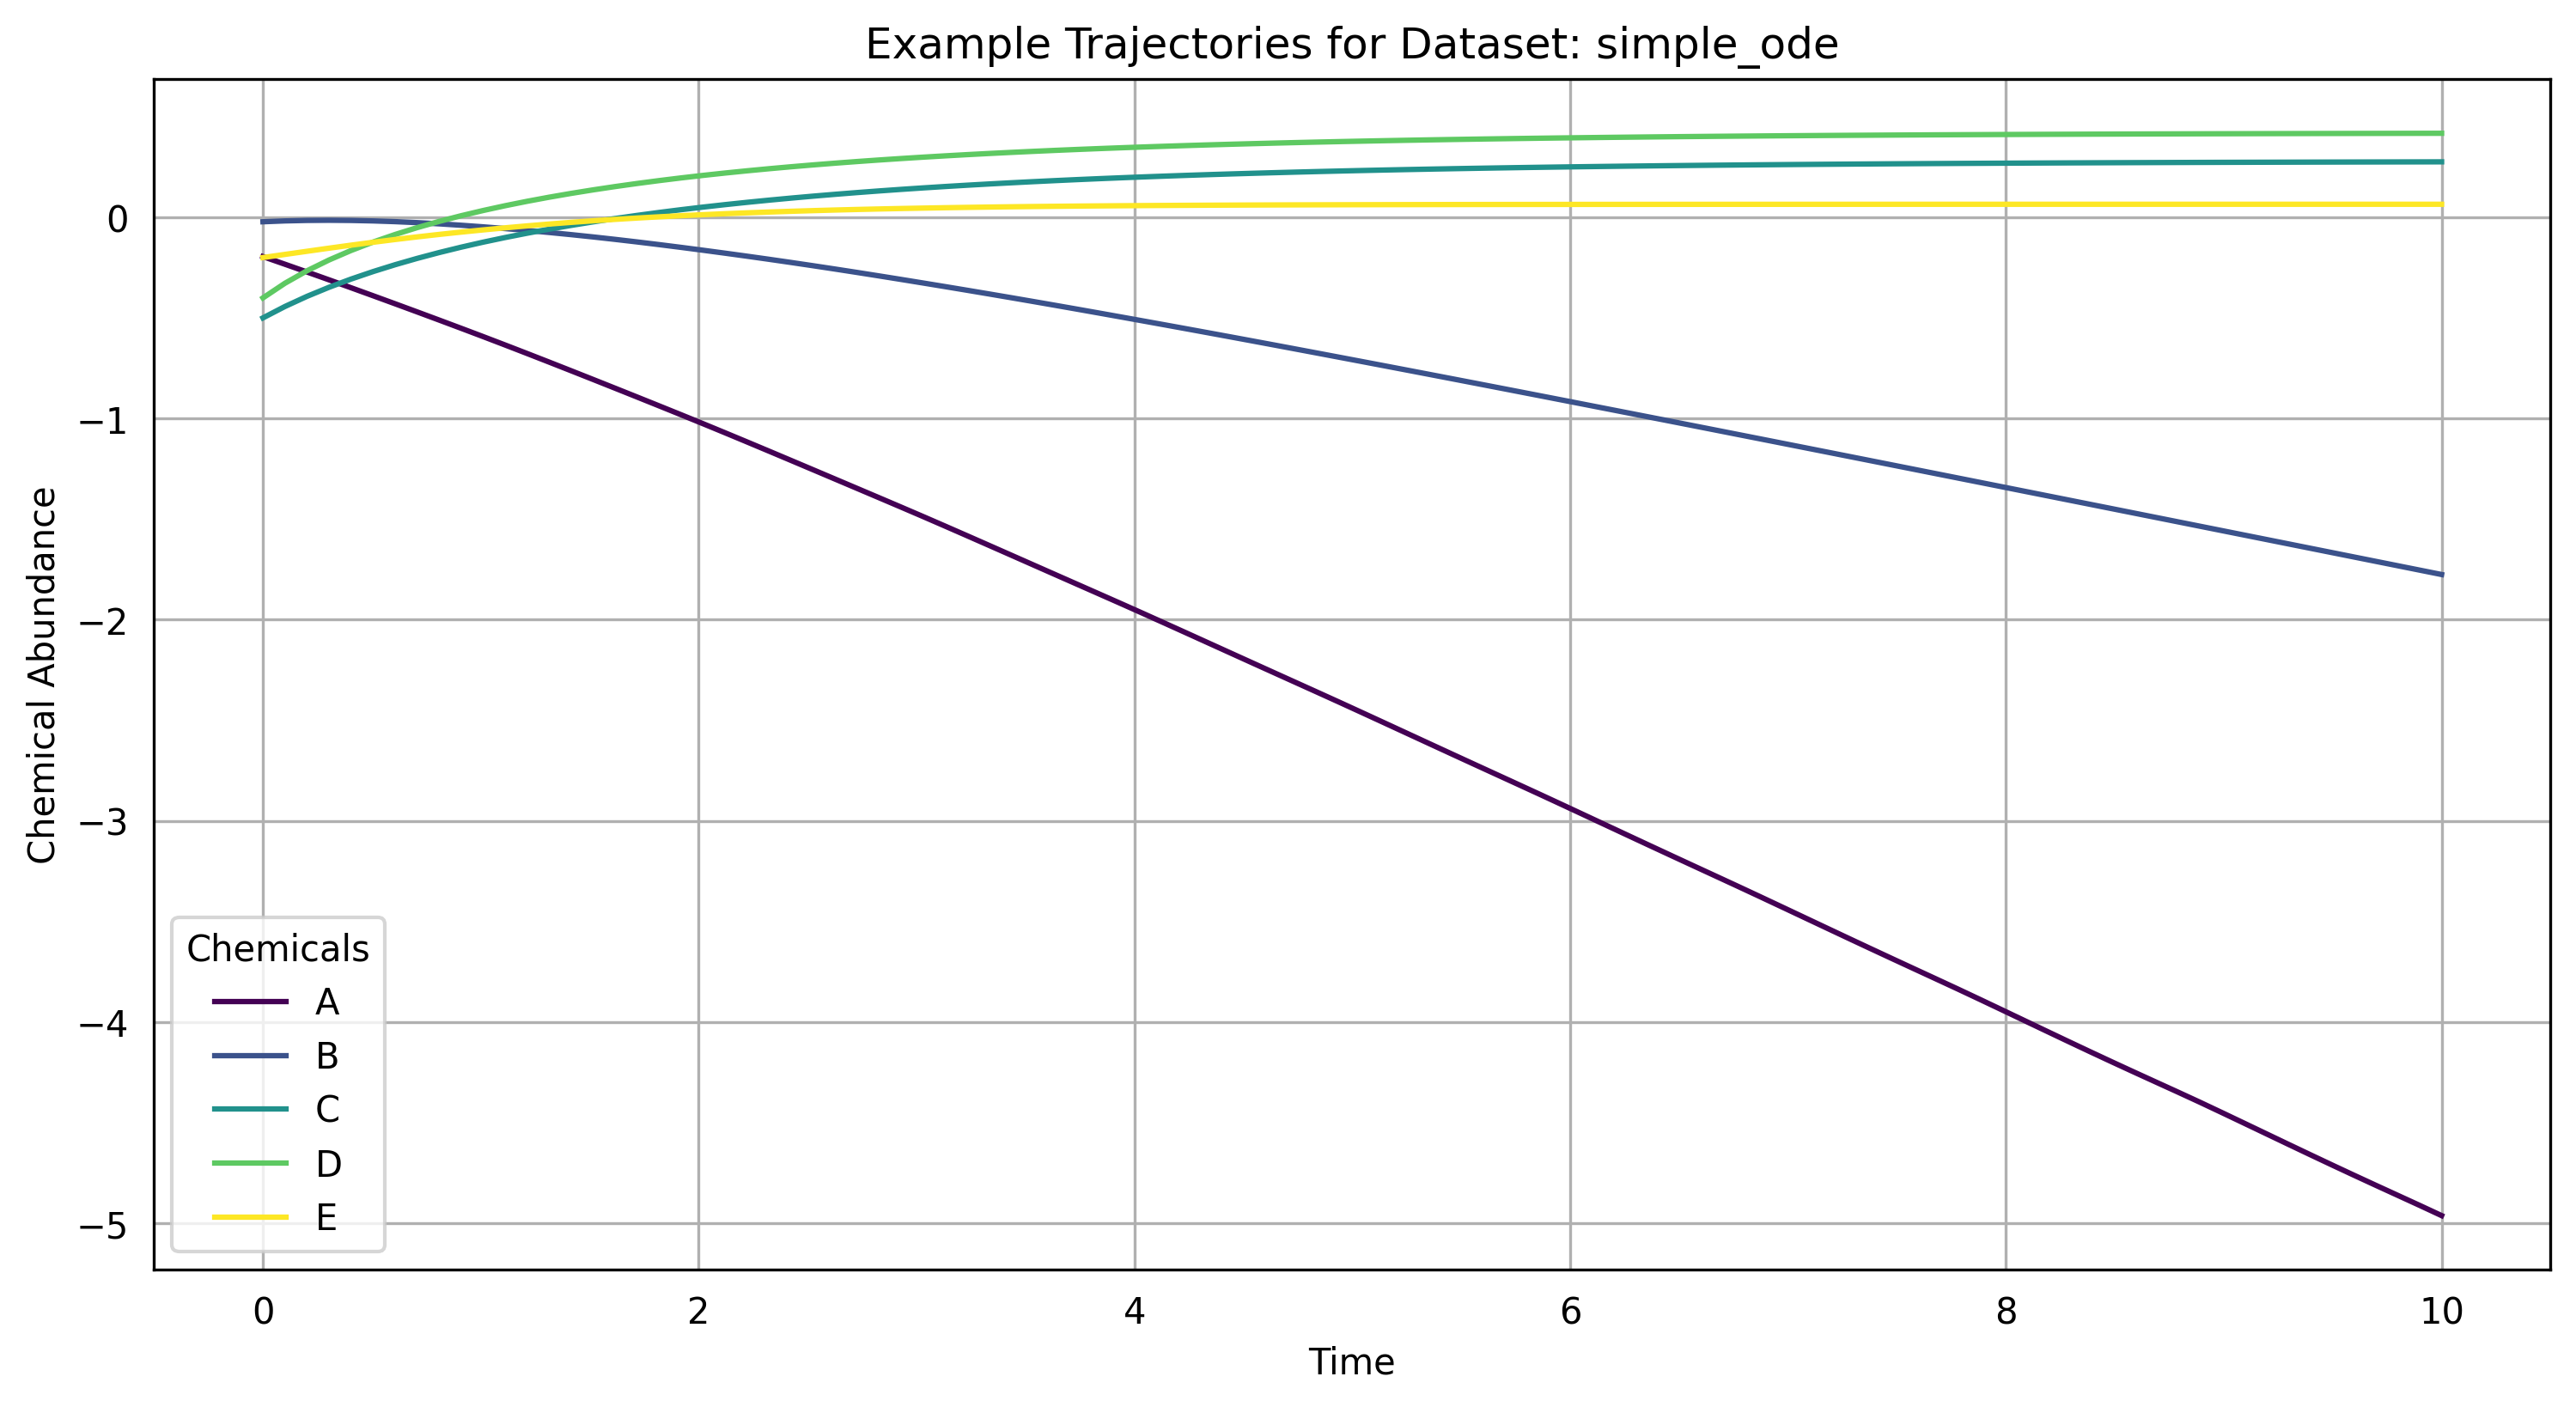 Example Trajectories for Dataset: simple_ode
Chemical Abundance
0
−1
−2
−3
−4
−5
Chemicals
A
B
C
D
E
0 2 4 6 8 10
Time